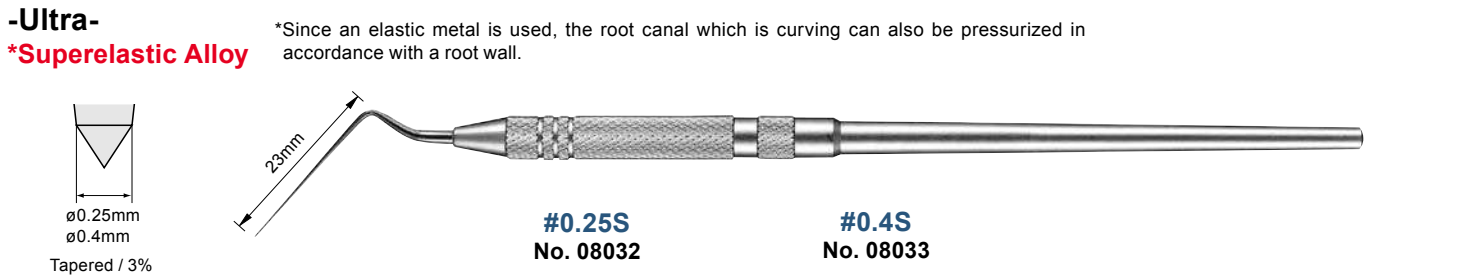 -Ultra-
*Superelastic Alloy
*Since an elastic metal is used, the root canal which is curving can also be pressurized in
accordance with a root wall.
23mm
ø0.25mm
ø0.4mm
Tapered / 3%
#0.25S
No. 08032
#0.4S
No. 08033